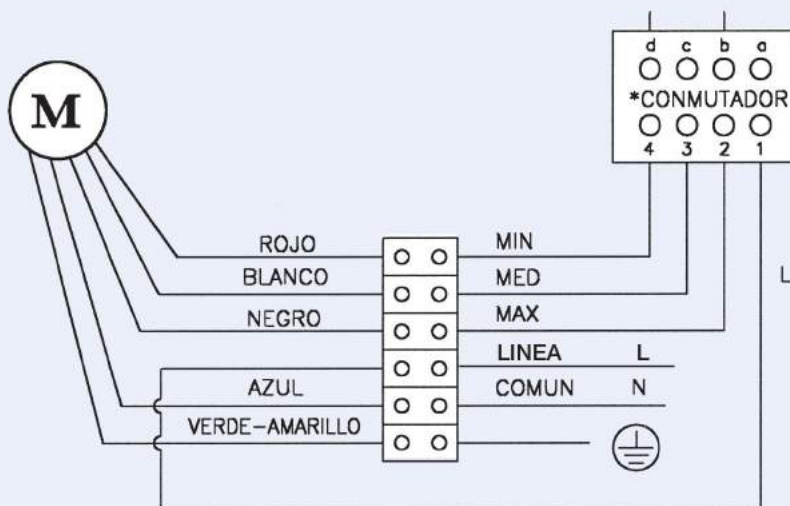 d c b a
*CONMUTADOR
4 3 2 1
M
ROJO MIN
BLANCO MED
NEGRO MAX
LINEA L
AZUL COMUN N
VERDE-AMARILLO
L